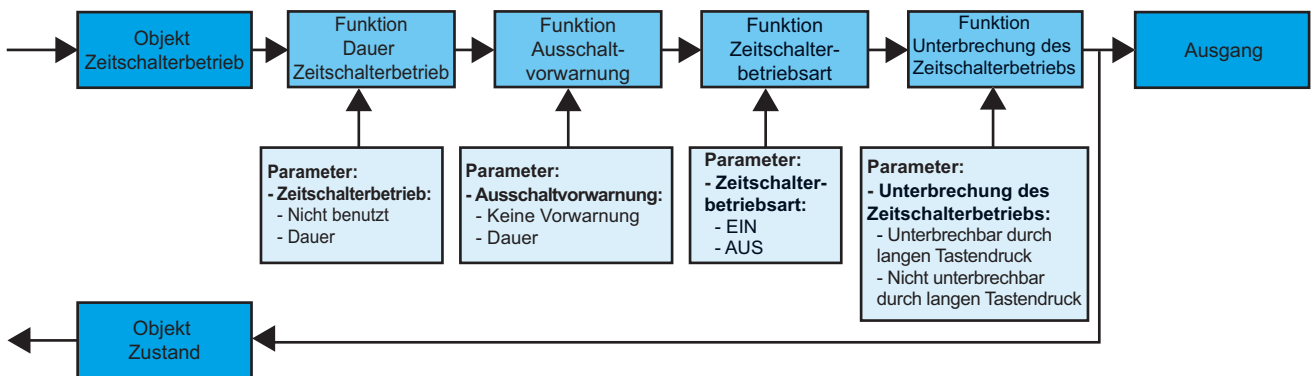 Objekt
Zeitschalterbetrieb
Funktion
Dauer
Zeitschalterbetrieb
Funktion
Ausschalt-
vorwarnung
Funktion
Zeitschalter-
betriebsart
Funktion
Unterbrechung des
Zeitschalterbetriebs
Ausgang
Parameter:
- Zeitschalterbetrieb:
- Nicht benutzt
- Dauer
Parameter:
- Ausschaltvorwarnung:
- Keine Vorwarnung
- Dauer
Parameter:
- Zeitschalter-
betriebsart:
- EIN
- AUS
Parameter:
- Unterbrechung des
Zeitschalterbetriebs:
- Unterbrechbar durch
langen Tastendruck
- Nicht unterbrechbar
durch langen Tastendruck
Objekt
Zustand